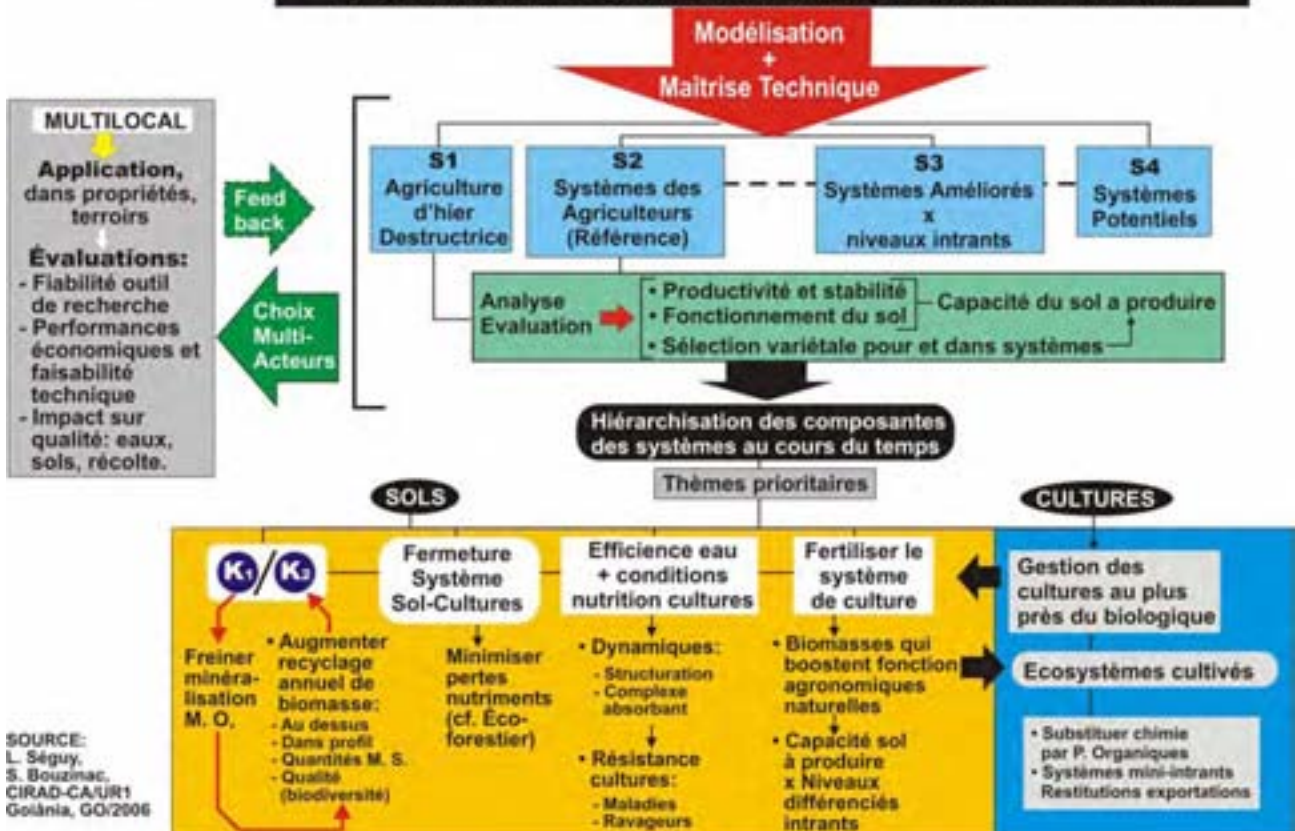 Modélisation
+
Maîtrise Technique
MULTILOCAL
Application,
dans propriétés,
terroirs
Évaluations:
- Fiabilité outil
de recherche
- Performances
économiques et
faisabilité
technique
- Impact sur
qualité: eaux,
sols, récolte.
Feed
back
Choix
Multi-
Acteurs
S1
Agriculture
d'hier
Destructrice
S2
Systèmes des
Agriculteurs
(Référence)
S3
Systèmes Améliorés
x
niveaux intrants
S4
Systèmes
Potentiels
Analyse
Evaluation
• Productivité et stabilité
• Fonctionnement du sol
Capacité du sol a produire
• Sélection variétale pour et dans systèmes
Hiérarchisation des composantes
des systèmes au cours du temps
Thèmes prioritaires
SOLS
CULTURES
K1/K2
Freiner
minéra-
lisation
M. O.
• Augmenter
recyclage
annuel de
biomasse:
- Au dessus
- Dans profil
- Quantités M. S.
- Qualité
(biodiversité)
Fermeture
Système
Sol-Cultures
Minimiser
pertes
nutriments
(cf. Éco-
forestier)
Efficience eau
+ conditions
nutrition cultures
• Dynamiques:
- Structuration
- Complexe
absorbant
• Résistance
cultures:
- Maladies
- Ravageurs
Fertiliser le
système
de culture
• Biomasses qui
boostent fonction
agronomiques
naturelles
• Capacité sol
à produire
x Niveaux
différenciés
intrants
Gestion des
cultures au plus
près du biologique
Ecosystèmes cultivés
• Substituer chimie
par P. Organiques
• Systèmes mini-intrants
Restitutions exportations
SOURCE:
L. Séguy,
S. Bouzinac,
CIRAD-CA/UR1
Goiânia, GO/2006